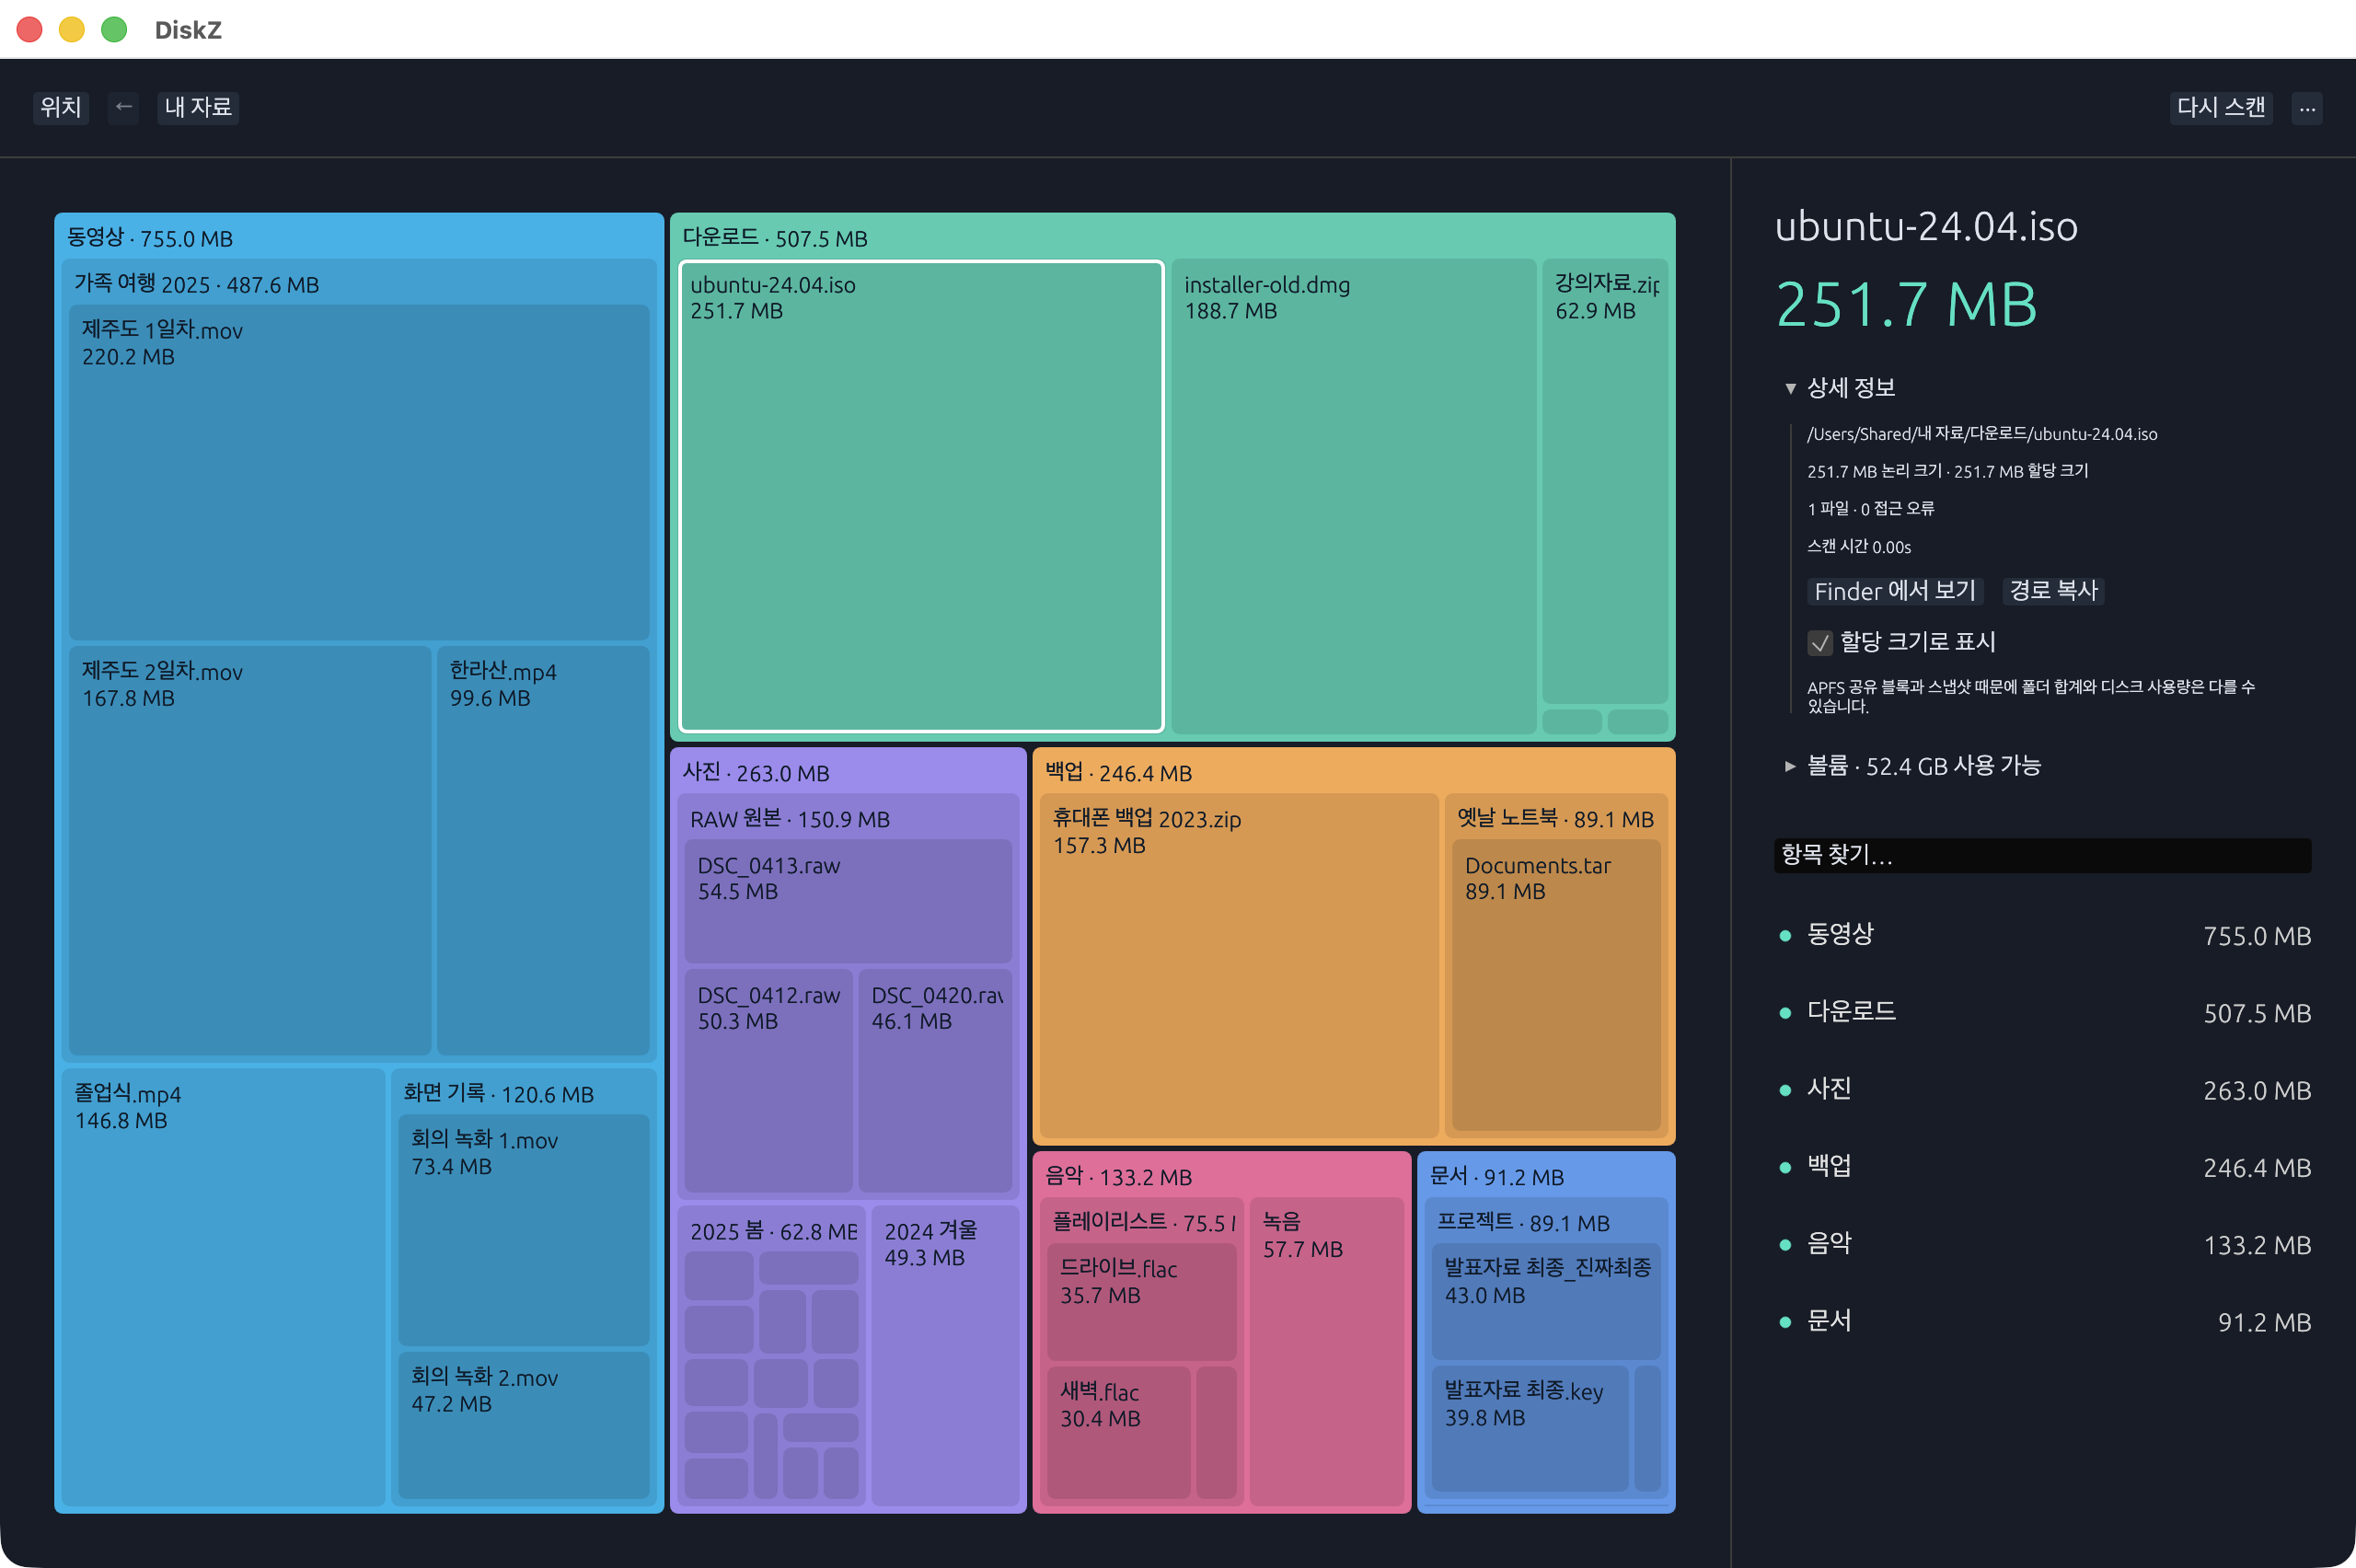 DiskZ
위치
←
내 자료
다시 스캔
...
동영상 · 755.0 MB
가족 여행 2025 · 487.6 MB
제주도 1일차.mov
220.2 MB
제주도 2일차.mov
167.8 MB
한라산.mp4
99.6 MB
졸업식.mp4
146.8 MB
화면 기록 · 120.6 MB
회의 녹화 1.mov
73.4 MB
회의 녹화 2.mov
47.2 MB
다운로드 · 507.5 MB
ubuntu-24.04.iso
251.7 MB
installer-old.dmg
188.7 MB
강의자료.zip
62.9 MB
사진 · 263.0 MB
RAW 원본 · 150.9 MB
DSC_0413.raw
54.5 MB
DSC_0412.raw
50.3 MB
DSC_0420.raw
46.1 MB
2025 봄 · 62.8 MB
2024 겨울
49.3 MB
백업 · 246.4 MB
휴대폰 백업 2023.zip
157.3 MB
옛날 노트북 · 89.1 MB
Documents.tar
89.1 MB
음악 · 133.2 MB
플레이리스트 · 75.5
드라이브.flac
35.7 MB
새벽.flac
30.4 MB
녹음
57.7 MB
문서 · 91.2 MB
프로젝트 · 89.1 MB
발표자료 최종_진짜최종
43.0 MB
발표자료 최종.key
39.8 MB
ubuntu-24.04.iso
251.7 MB
▼ 상세 정보
/Users/Shared/내 자료/다운로드/ubuntu-24.04.iso
251.7 MB 논리 크기 · 251.7 MB 할당 크기
1 파일 · 0 접근 오류
스캔 시간 0.00s
Finder 에서 보기
경로 복사
할당 크기로 표시
APFS 공유 블록과 스냅샷 때문에 폴더 합계와 디스크 사용량은 다를 수
있습니다.
▶ 볼륨 · 52.4 GB 사용 가능
항목 찾기...
동영상 755.0 MB
다운로드 507.5 MB
사진 263.0 MB
백업 246.4 MB
음악 133.2 MB
문서 91.2 MB